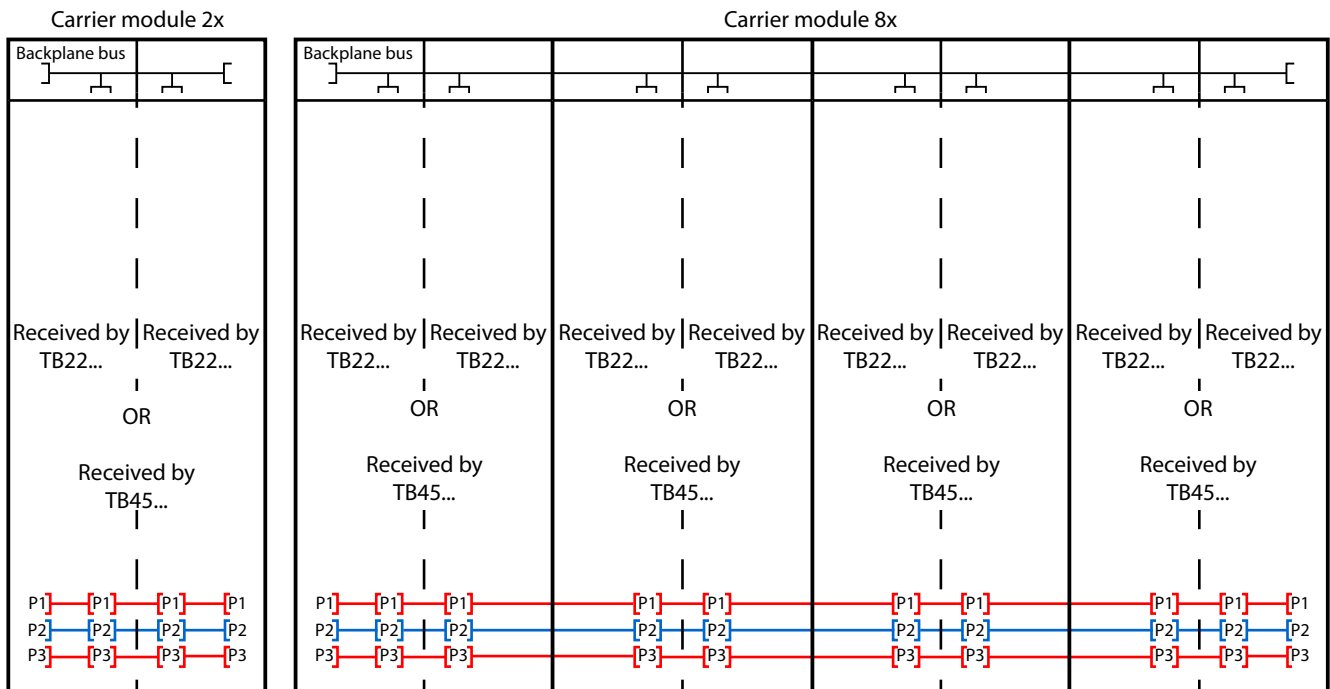 Carrier module 2x Carrier module 8x
Backplane bus Backplane bus
Received by Received by Received by Received by Received by Received by Received by Received by Received by Received by
TB22... TB22... TB22... TB22... TB22... TB22... TB22... TB22... TB22... TB22...
OR OR OR OR OR
Received by Received by Received by Received by Received by
TB45... TB45... TB45... TB45... TB45...
P1 P1 P1 P1 P1 P1 P1 P1 P1 P1 P1 P1 P1 P1
P2 P2 P2 P2 P2 P2 P2 P2 P2 P2 P2 P2 P2 P2
P3 P3 P3 P3 P3 P3 P3 P3 P3 P3 P3 P3 P3 P3